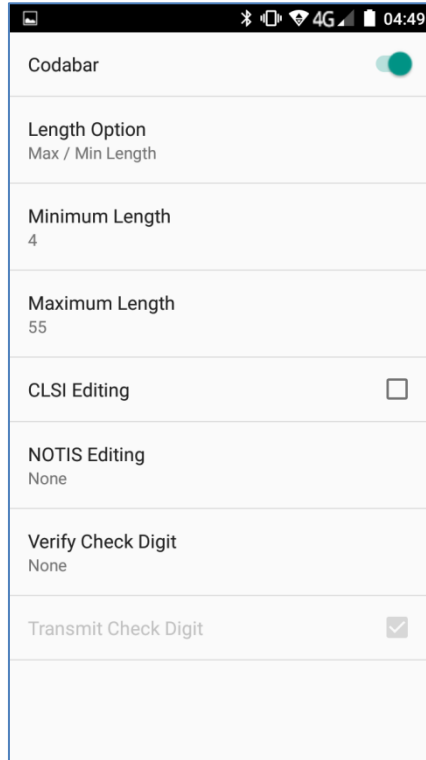 4G 04:49
Codabar
Length Option
Max / Min Length
Minimum Length
4
Maximum Length
55
CLSI Editing
NOTIS Editing
None
Verify Check Digit
None
Transmit Check Digit